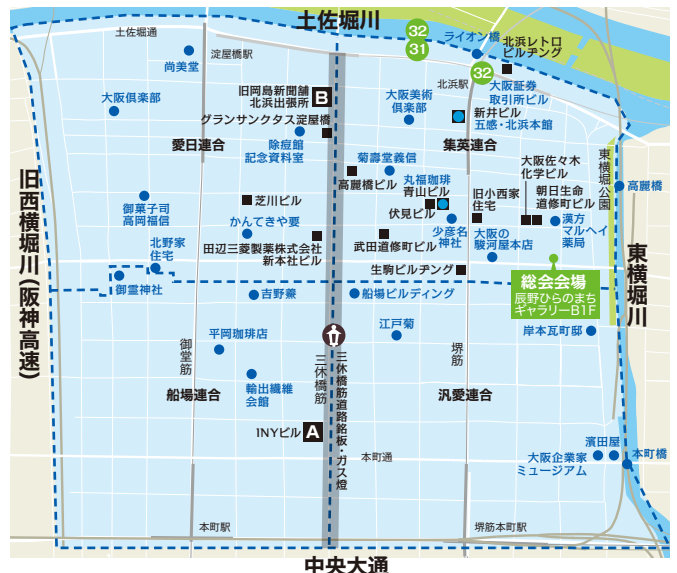 土佐堀川
32
31
土佐堀通
淀屋橋駅
ライオン橋
北浜レトロ
ビルヂング
尚美堂
北浜駅
32
旧岡島新聞舗
北浜出張所
B
大阪証券
取引所ビル
大阪倶楽部
大阪美術
倶楽部
新井ビル
五感・北浜本館
グランサンクタス淀屋橋
愛日連合
除痘館
記念資料室
集英連合
菊壽堂義信
大阪佐々木
化学ビル
東横堀公園
高麗橋ビル
丸福珈琲
青山ビル
旧小西家
住宅
朝日生命
道修町ビル
高麗橋
旧西横堀川(阪神高速)
御菓子司
高岡福信
芝川ビル
伏見ビル
かんてきや要
少彦名
神社
大阪の
駿河屋本店
漢方
マルヘイ
薬局
北野家
住宅
田辺三菱製薬株式会社
新本社ビル
武田道修町ビル
生駒ビルヂング
東横堀川
御霊神社
総会会場
辰野ひらのまち
ギャラリーB1F
吉野鮨
船場ビルディング
平岡珈琲店
江戸菊
岸本瓦町邸
御堂筋
三休橋筋
三休橋筋道路銘板・ガス燈
堺筋
船場連合
輸出繊維
会館
汎愛連合
INYビル
A
本町通
濱田屋
大阪企業家
ミュージアム
本町橋
本町駅
堺筋本町駅
中央大通